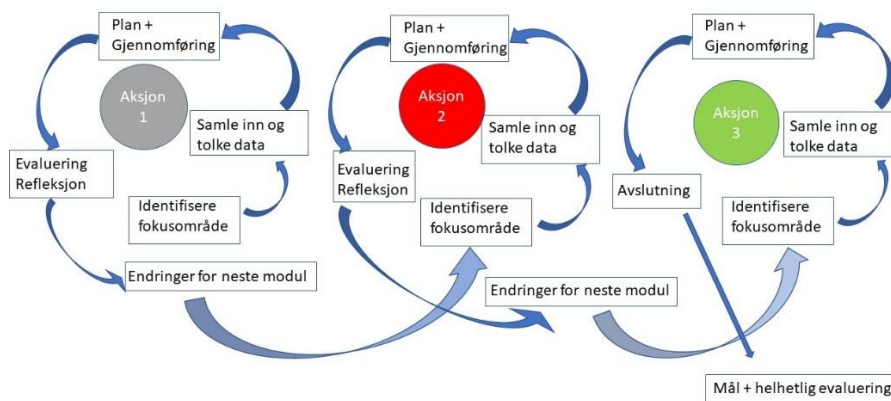 Plan +
Gjennomføring
Aksjon
1
Samle inn og
tolke data
Evaluering
Refleksjon
Identifisere
fokusområde
Endringer for neste modul
Plan +
Gjennomføring
Aksjon
2
Samle inn og
tolke data
Evaluering
Refleksjon
Identifisere
fokusområde
Endringer for neste modul
Plan +
Gjennomføring
Aksjon
3
Samle inn og
tolke data
Avslutning
Identifisere
fokusområde
Mål + helhetlig evaluering